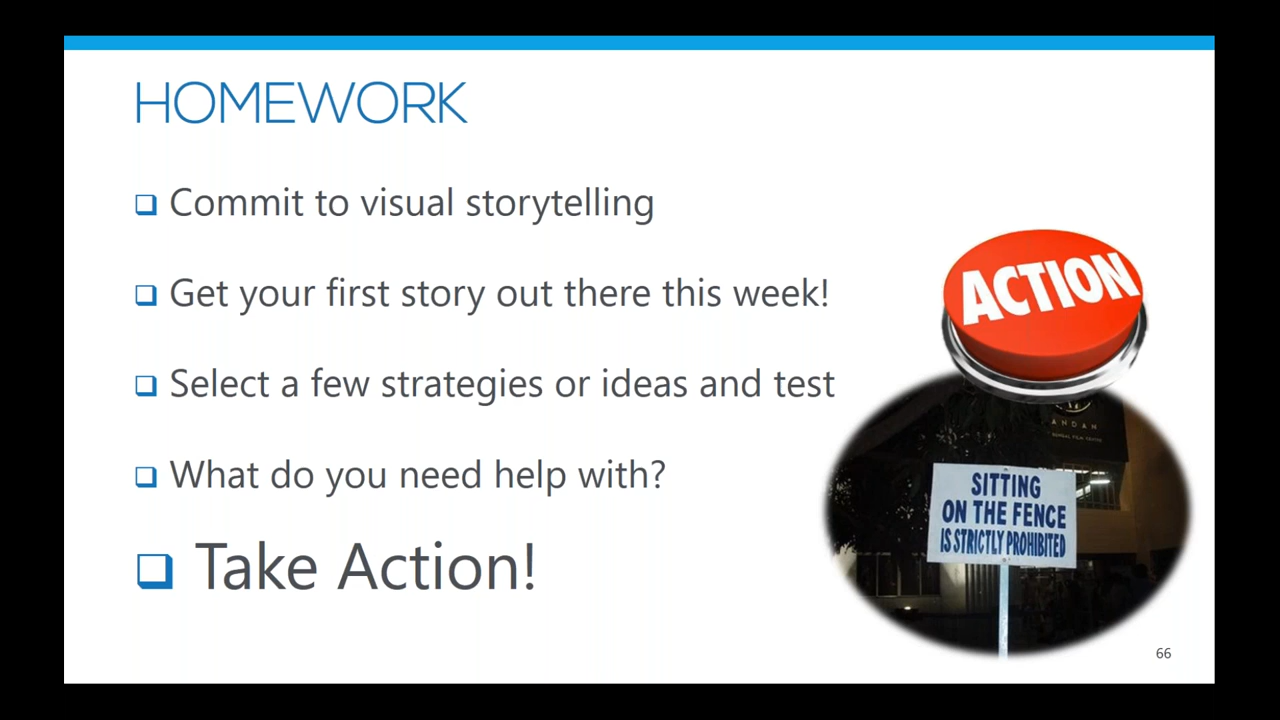 HOMEWORK
Commit to visual storytelling
Get your first story out there this week!
Select a few strategies or ideas and test
What do you need help with?
Take Action!
ACTION
ANDAN
SITTING
ON THE FENCE
IS STRICTLY PROHIBITED
66